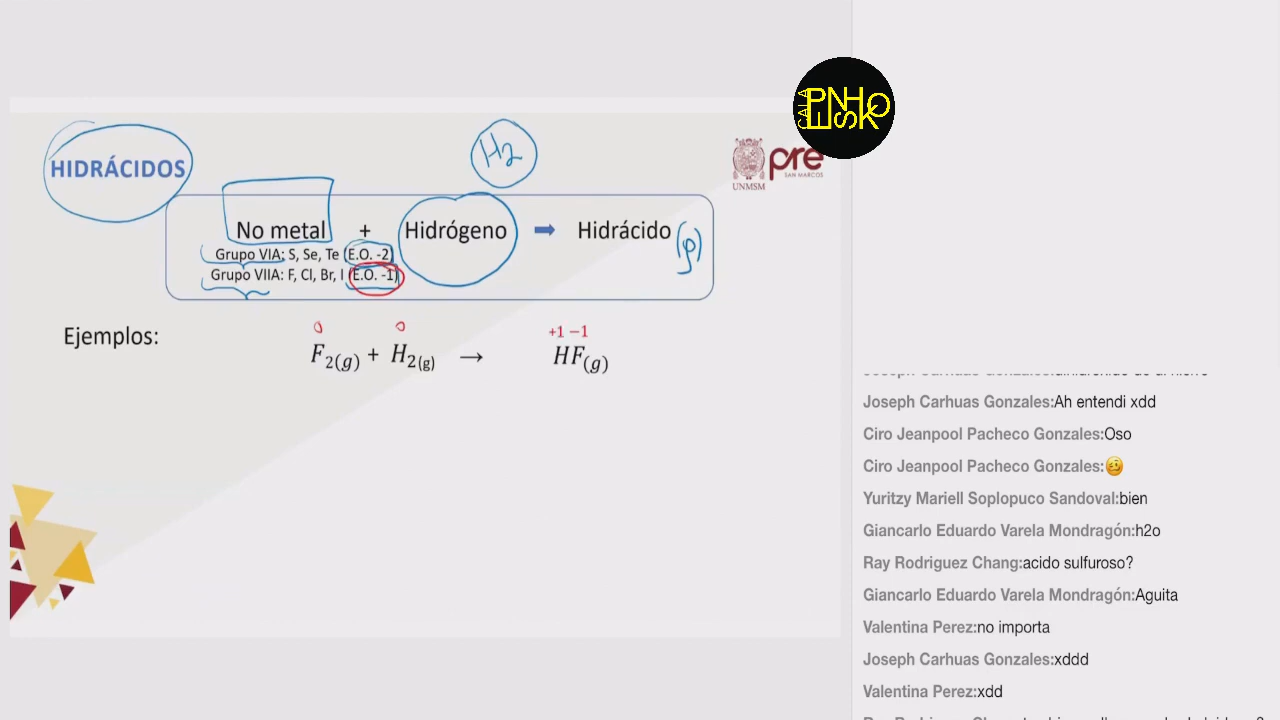 HIDRÁCIDOS
H2
pre
SAN MARCOS
UNMSM
CALA
PENHO
ESK
No metal + Hidrógeno → Hidrácido (g)
Grupo VIA: S, Se, Te (E.O. -2)
Grupo VIIA: F, Cl, Br, I (E.O. -1)
Ejemplos:
0 0 +1 −1
F2(g) + H2(g) → HF(g)
Joseph Carhuas Gonzales:Ah entendi xdd
Ciro Jeanpool Pacheco Gonzales:Oso
Ciro Jeanpool Pacheco Gonzales:🥴
Yuritzy Mariell Soplopuco Sandoval:bien
Giancarlo Eduardo Varela Mondragón:h2o
Ray Rodriguez Chang:acido sulfuroso?
Giancarlo Eduardo Varela Mondragón:Aguita
Valentina Perez:no importa
Joseph Carhuas Gonzales:xddd
Valentina Perez:xdd